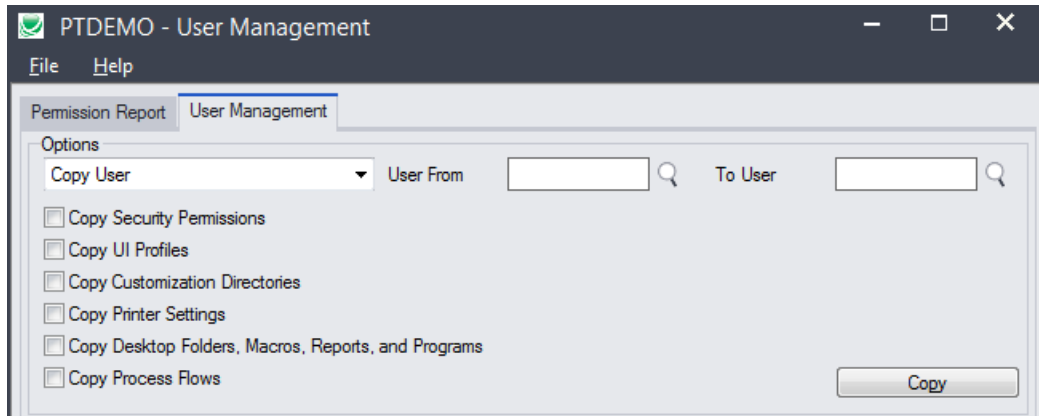 PTDEMO - User Management
File Help
Permission Report User Management
Options
Copy User User From To User
Copy Security Permissions
Copy UI Profiles
Copy Customization Directories
Copy Printer Settings
Copy Desktop Folders, Macros, Reports, and Programs
Copy Process Flows
Copy